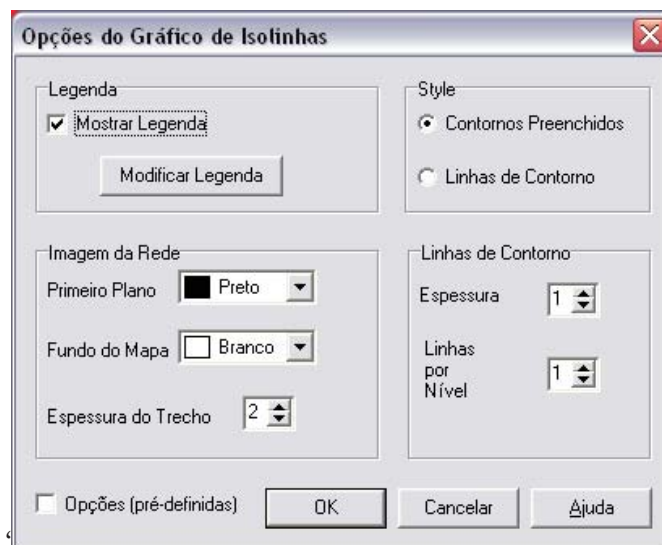 Opções do Gráfico de Isolinhas
Legenda
Mostrar Legenda
Modificar Legenda
Style
Contornos Preenchidos
Linhas de Contorno
Imagem da Rede
Primeiro Plano Preto
Fundo do Mapa Branco
Espessura do Trecho 2
Linhas de Contorno
Espessura 1
Linhas
por
Nível 1
Opções (pré-definidas)
OK
Cancelar
Ajuda